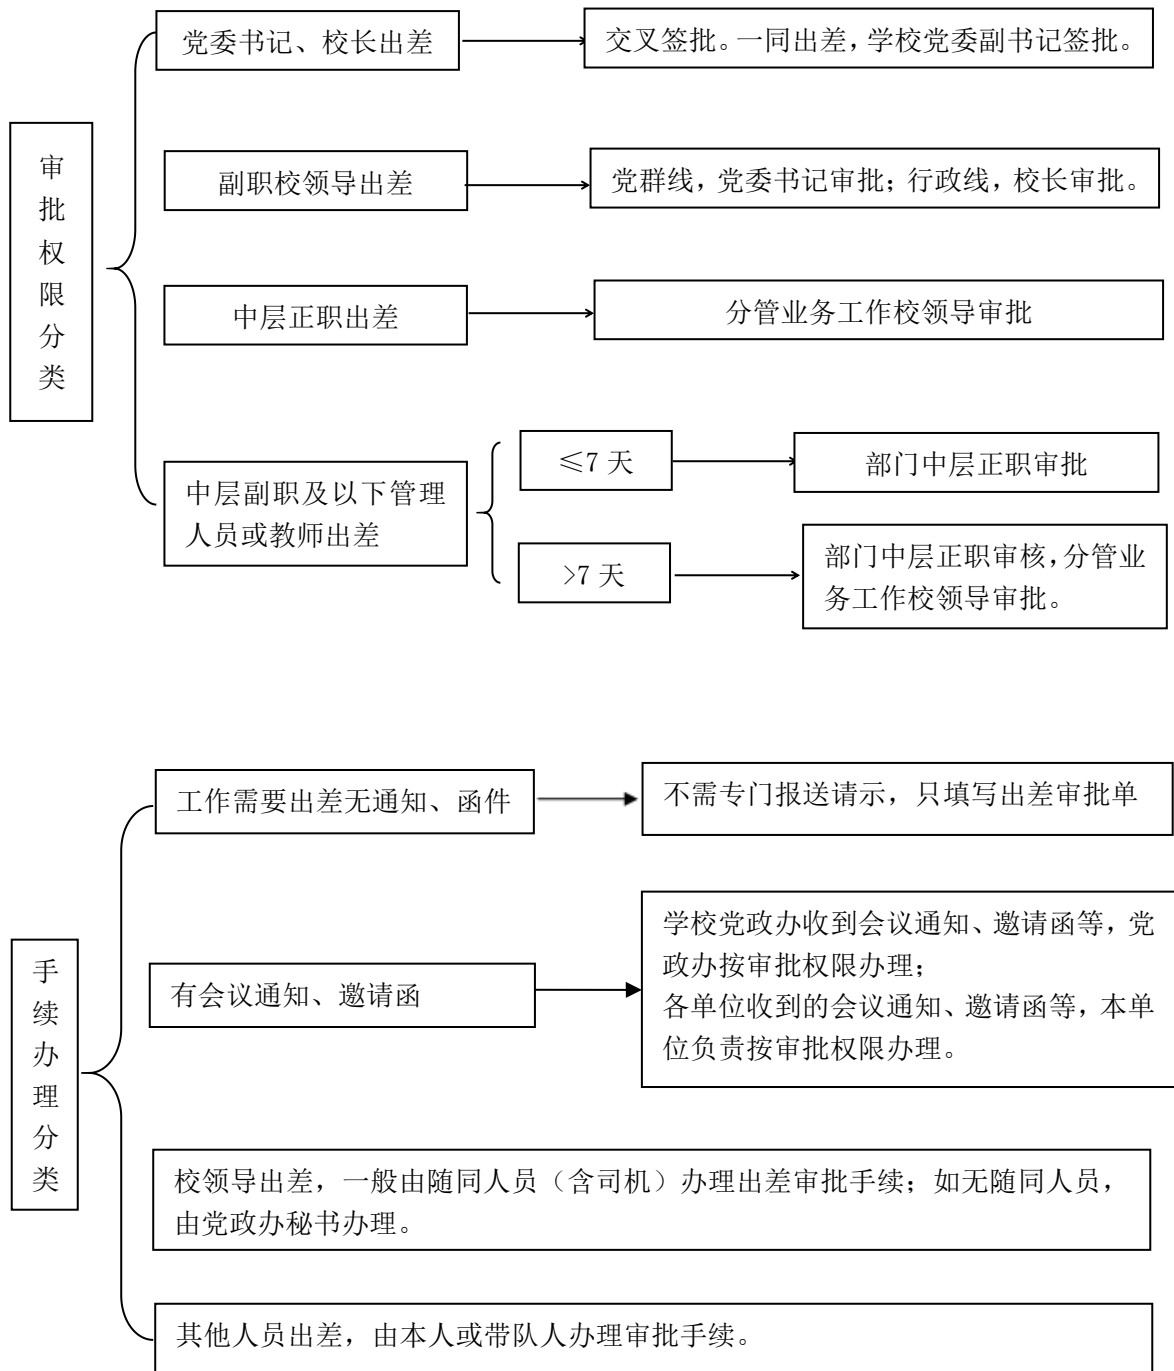 党委书记、校长出差
交叉签批。一同出差,学校党委副书记签批。
审批权限分类
副职校领导出差
党群线,党委书记审批;行政线,校长审批。
中层正职出差
分管业务工作校领导审批
中层副职及以下管理
人员或教师出差
≤7 天
部门中层正职审批
>7 天
部门中层正职审核,分管业
务工作校领导审批。
手续办理分类
工作需要出差无通知、函件
不需专门报送请示，只填写出差审批单
有会议通知、邀请函
学校党政办收到会议通知、邀请函等,党
政办按审批权限办理;
各单位收到的会议通知、邀请函等,本单
位负责按审批权限办理。
校领导出差，一般由随同人员（含司机）办理出差审批手续；如无随同人员，
由党政办秘书办理。
其他人员出差，由本人或带队人办理审批手续。